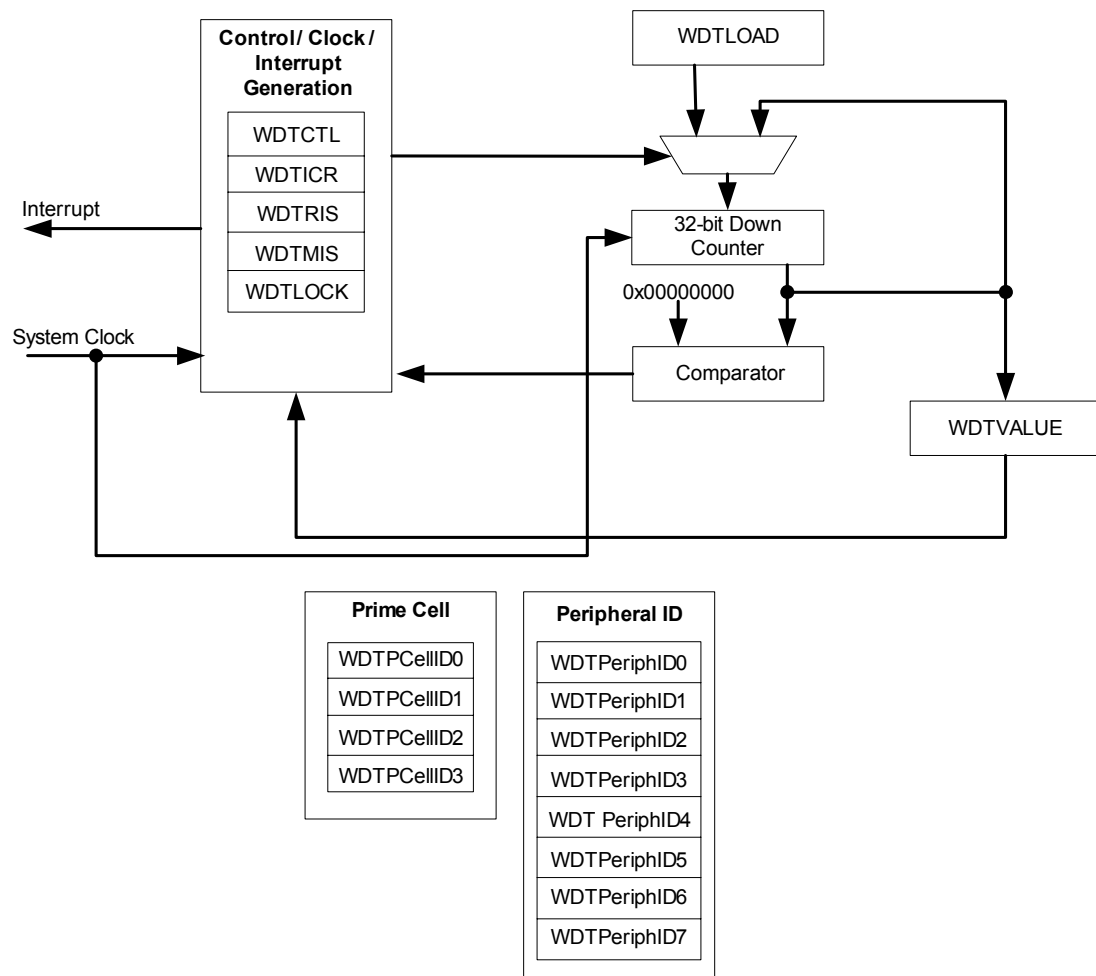 Control/ Clock/
Interrupt
Generation
WDTCTL
WDTICR
WDTRIS
WDTMIS
WDTLOCK
Interrupt
System Clock
WDTLOAD
32-bit Down
Counter
0x00000000
Comparator
WDTVALUE
Prime Cell
WDTPCellID0
WDTPCellID1
WDTPCellID2
WDTPCellID3
Peripheral ID
WDTPeriphID0
WDTPeriphID1
WDTPeriphID2
WDTPeriphID3
WDT PeriphID4
WDTPeriphID5
WDTPeriphID6
WDTPeriphID7